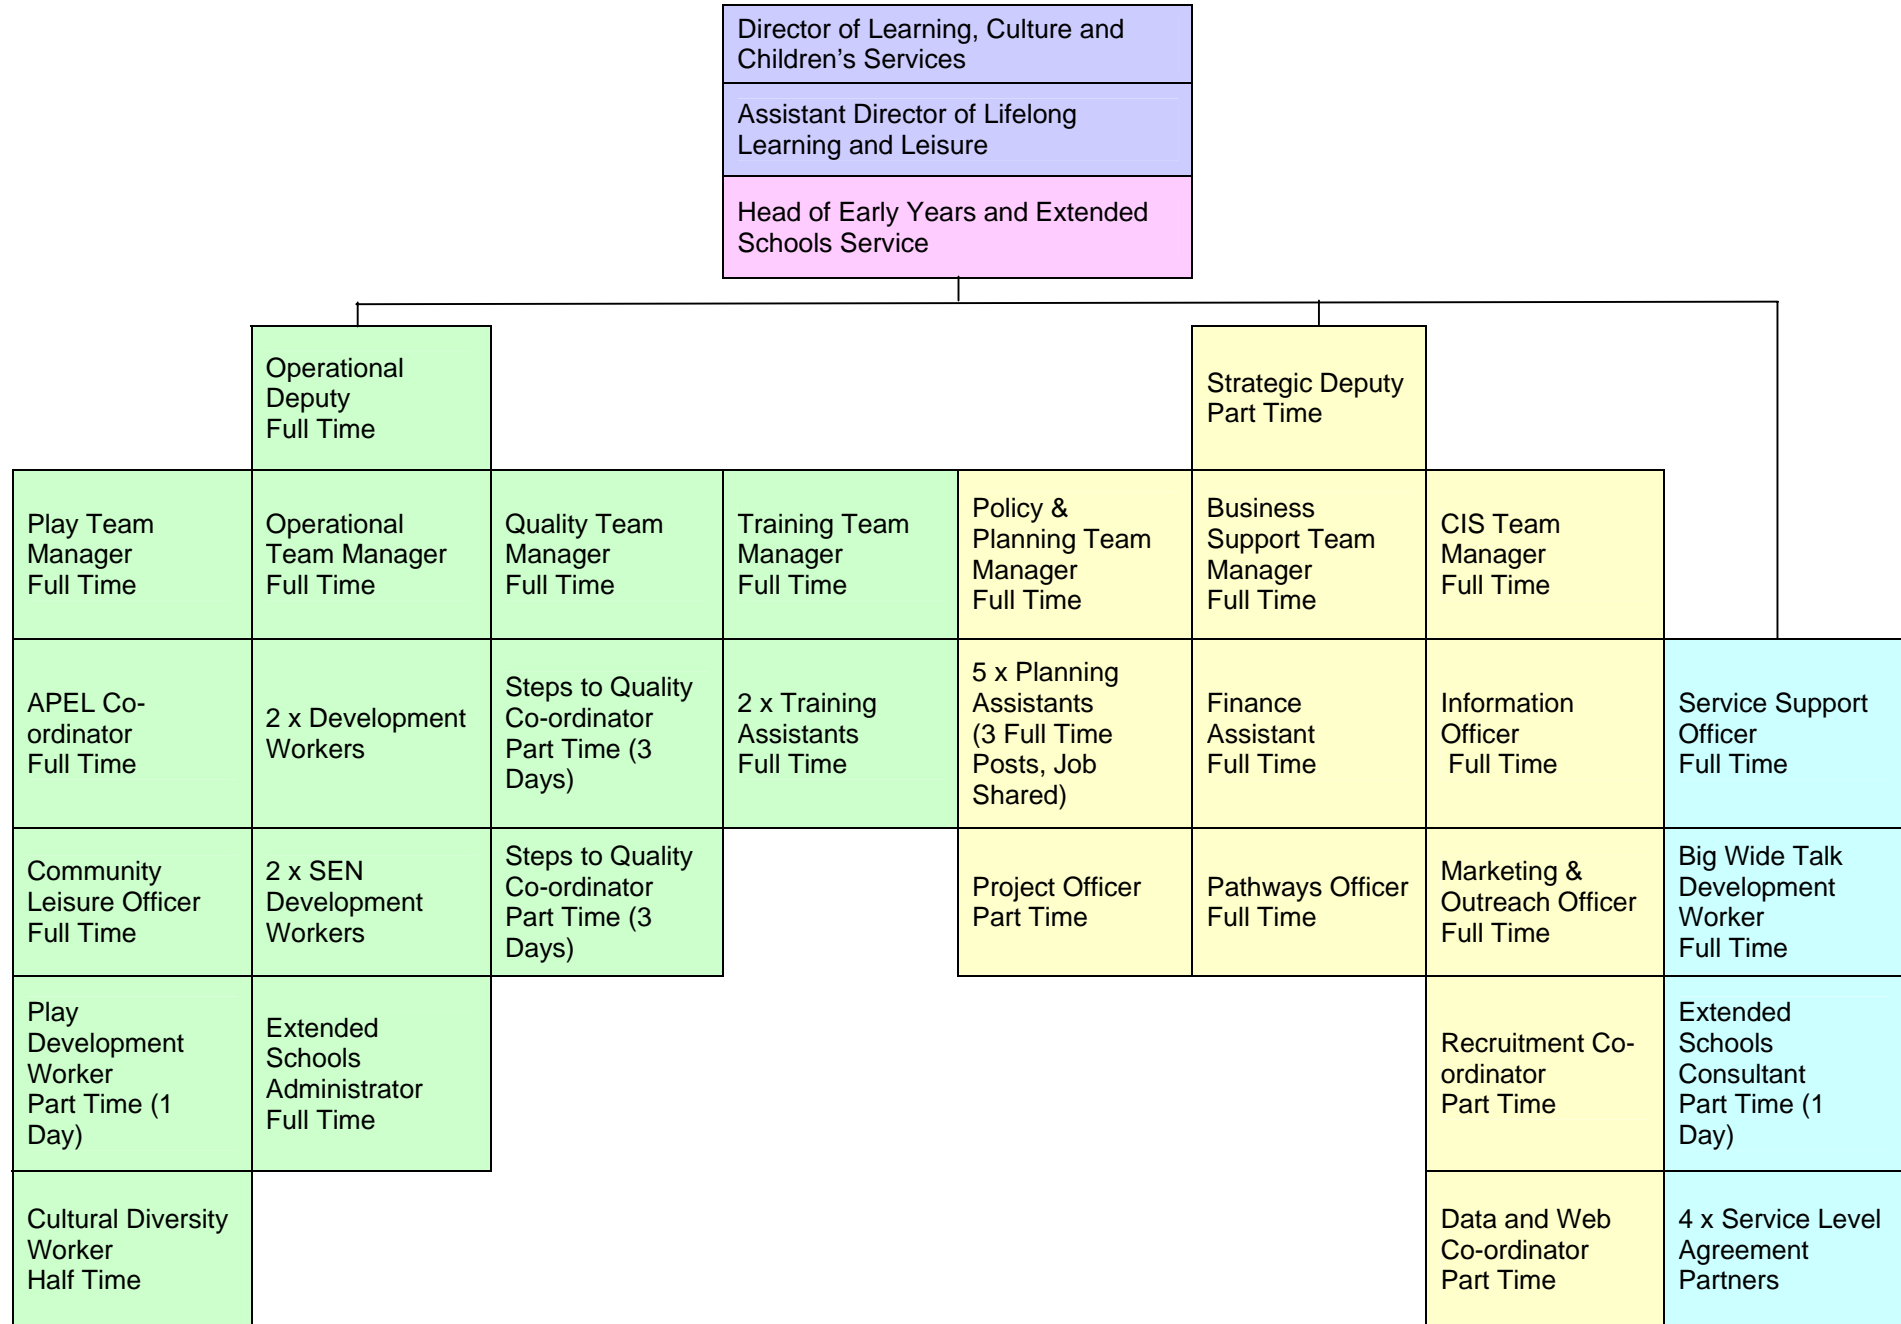 Director of Learning, Culture and
Children’s Services
Assistant Director of Lifelong
Learning and Leisure
Head of Early Years and Extended
Schools Service
Operational
Deputy
Full Time
Strategic Deputy
Part Time
Play Team
Manager
Full Time
Operational
Team Manager
Full Time
Quality Team
Manager
Full Time
Training Team
Manager
Full Time
Policy &
Planning Team
Manager
Full Time
Business
Support Team
Manager
Full Time
CIS Team
Manager
Full Time
APEL Co-
ordinator
Full Time
2 x Development
Workers
Steps to Quality
Co-ordinator
Part Time (3
Days)
2 x Training
Assistants
Full Time
5 x Planning
Assistants
(3 Full Time
Posts, Job
Shared)
Finance
Assistant
Full Time
Information
Officer
Full Time
Service Support
Officer
Full Time
Community
Leisure Officer
Full Time
2 x SEN
Development
Workers
Steps to Quality
Co-ordinator
Part Time (3
Days)
Project Officer
Part Time
Pathways Officer
Full Time
Marketing &
Outreach Officer
Full Time
Big Wide Talk
Development
Worker
Full Time
Play
Development
Worker
Part Time (1
Day)
Extended
Schools
Administrator
Full Time
Recruitment Co-
ordinator
Part Time
Extended
Schools
Consultant
Part Time (1
Day)
Cultural Diversity
Worker
Half Time
Data and Web
Co-ordinator
Part Time
4 x Service Level
Agreement
Partners